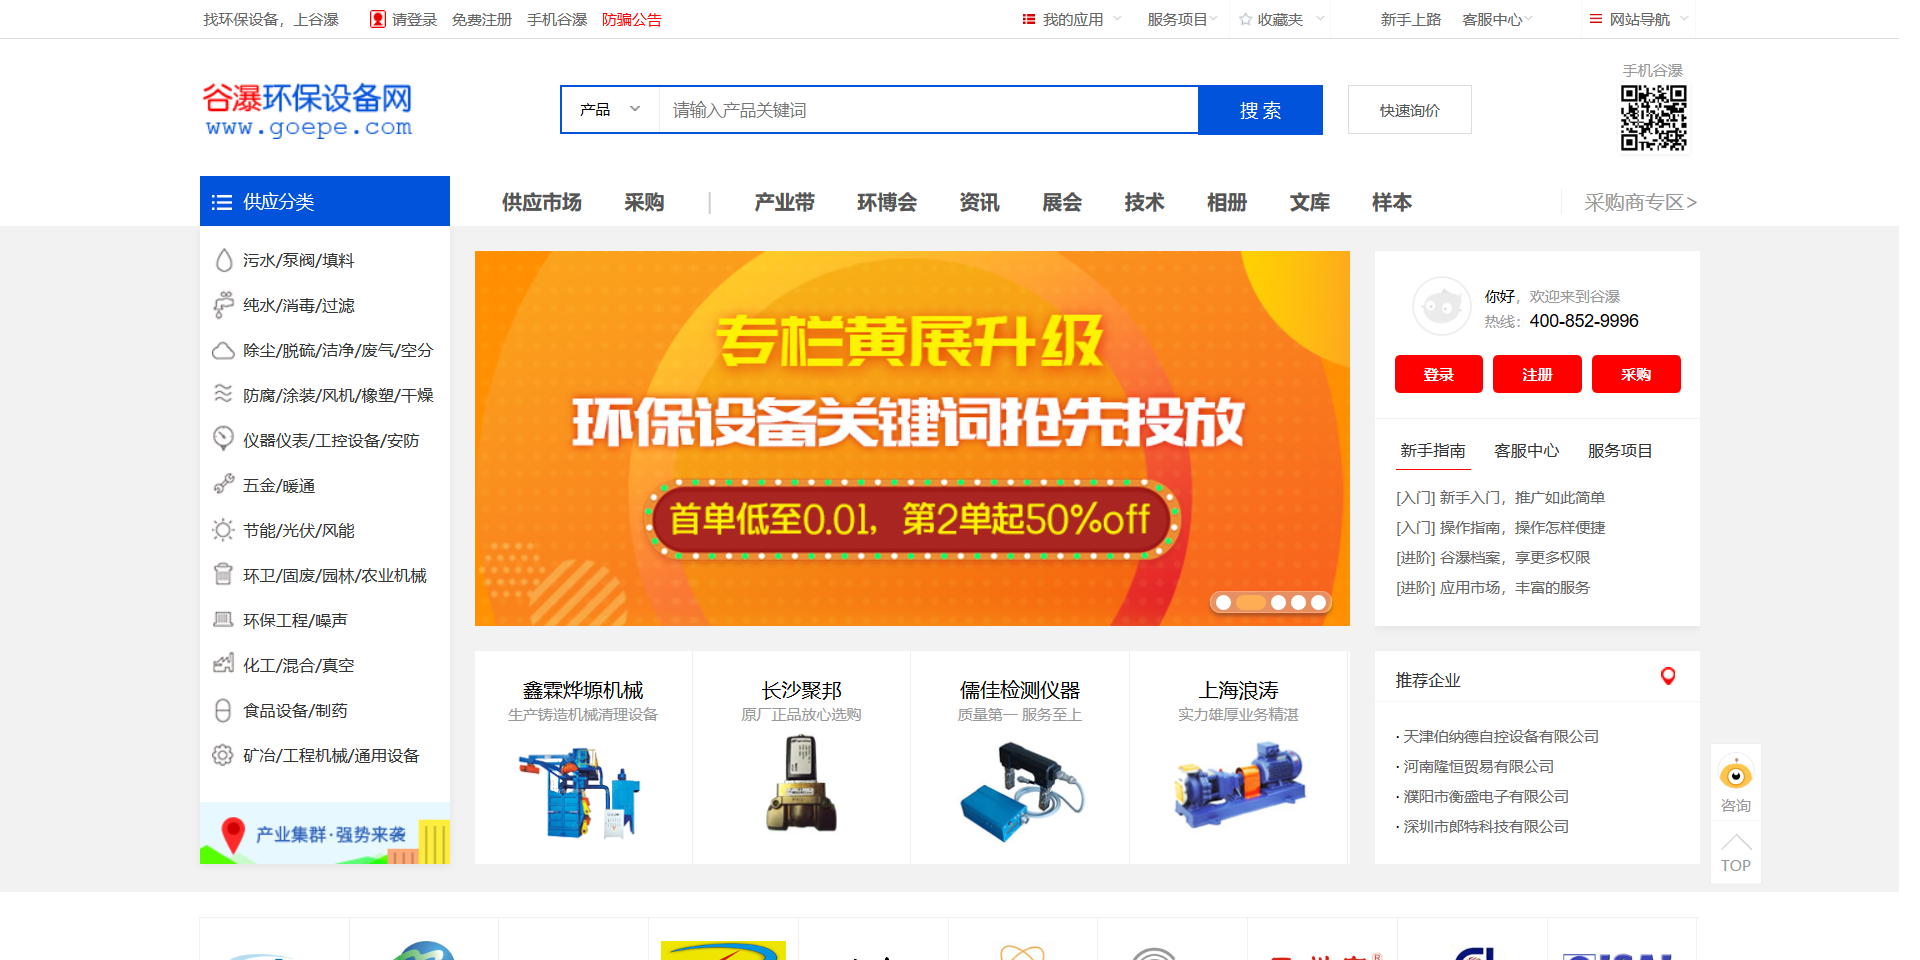 找环保设备，上谷瀑 请登录 免费注册 手机谷瀑 防骗公告 我的应用 服务项目 收藏夹 新手上路 客服中心 网站导航
手机谷瀑
谷瀑环保设备网
www.goepe.com
产品 请输入产品关键词 搜 索 快速询价
供应分类 供应市场 采购 | 产业带 环博会 资讯 展会 技术 相册 文库 样本 采购商专区>
污水/泵阀/填料
纯水/消毒/过滤
除尘/脱硫/洁净/废气/空分
防腐/涂装/风机/橡塑/干燥
仪器仪表/工控设备/安防
五金/暖通
节能/光伏/风能
环卫/固废/园林/农业机械
环保工程/噪声
化工/混合/真空
食品设备/制药
矿冶/工程机械/通用设备
产业集群·强势来袭
专栏黄展升级
环保设备关键词抢先投放
首单低至0.01，第2单起50%off
你好，欢迎来到谷瀑
热线：400-852-9996
登录 注册 采购
新手指南 客服中心 服务项目
[入门] 新手入门，推广如此简单
[入门] 操作指南，操作怎样便捷
[进阶] 谷瀑档案，享更多权限
[进阶] 应用市场，丰富的服务
鑫霖烨塬机械
生产铸造机械清理设备
长沙聚邦
原厂正品放心选购
儒佳检测仪器
质量第一 服务至上
上海浪涛
实力雄厚业务精湛
推荐企业
· 天津伯纳德自控设备有限公司
· 河南隆恒贸易有限公司
· 濮阳市衡盛电子有限公司
· 深圳市郎特科技有限公司
咨询
TOP